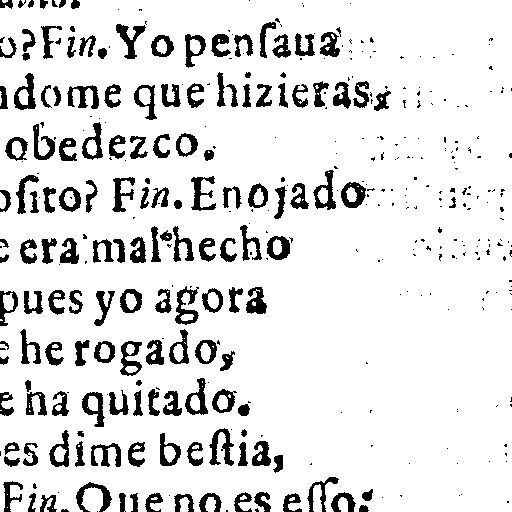 o? Fin. Yo penſaua
ndome que hizieras,
obedezco.
oſito? Fin. Enojado
e era mal hecho
pues yo agora
e he rogado,
e ha quitado.
es dime beſtia,
Fin. Que no es eſſo: